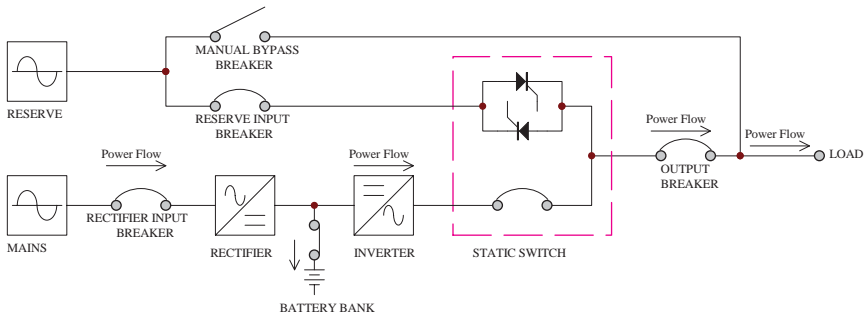 MANUAL BYPASS
BREAKER
RESERVE
RESERVE INPUT
BREAKER
Power Flow
Power Flow
Power Flow
Power Flow
LOAD
OUTPUT
BREAKER
RECTIFIER INPUT
BREAKER
MAINS
RECTIFIER
INVERTER
STATIC SWITCH
BATTERY BANK